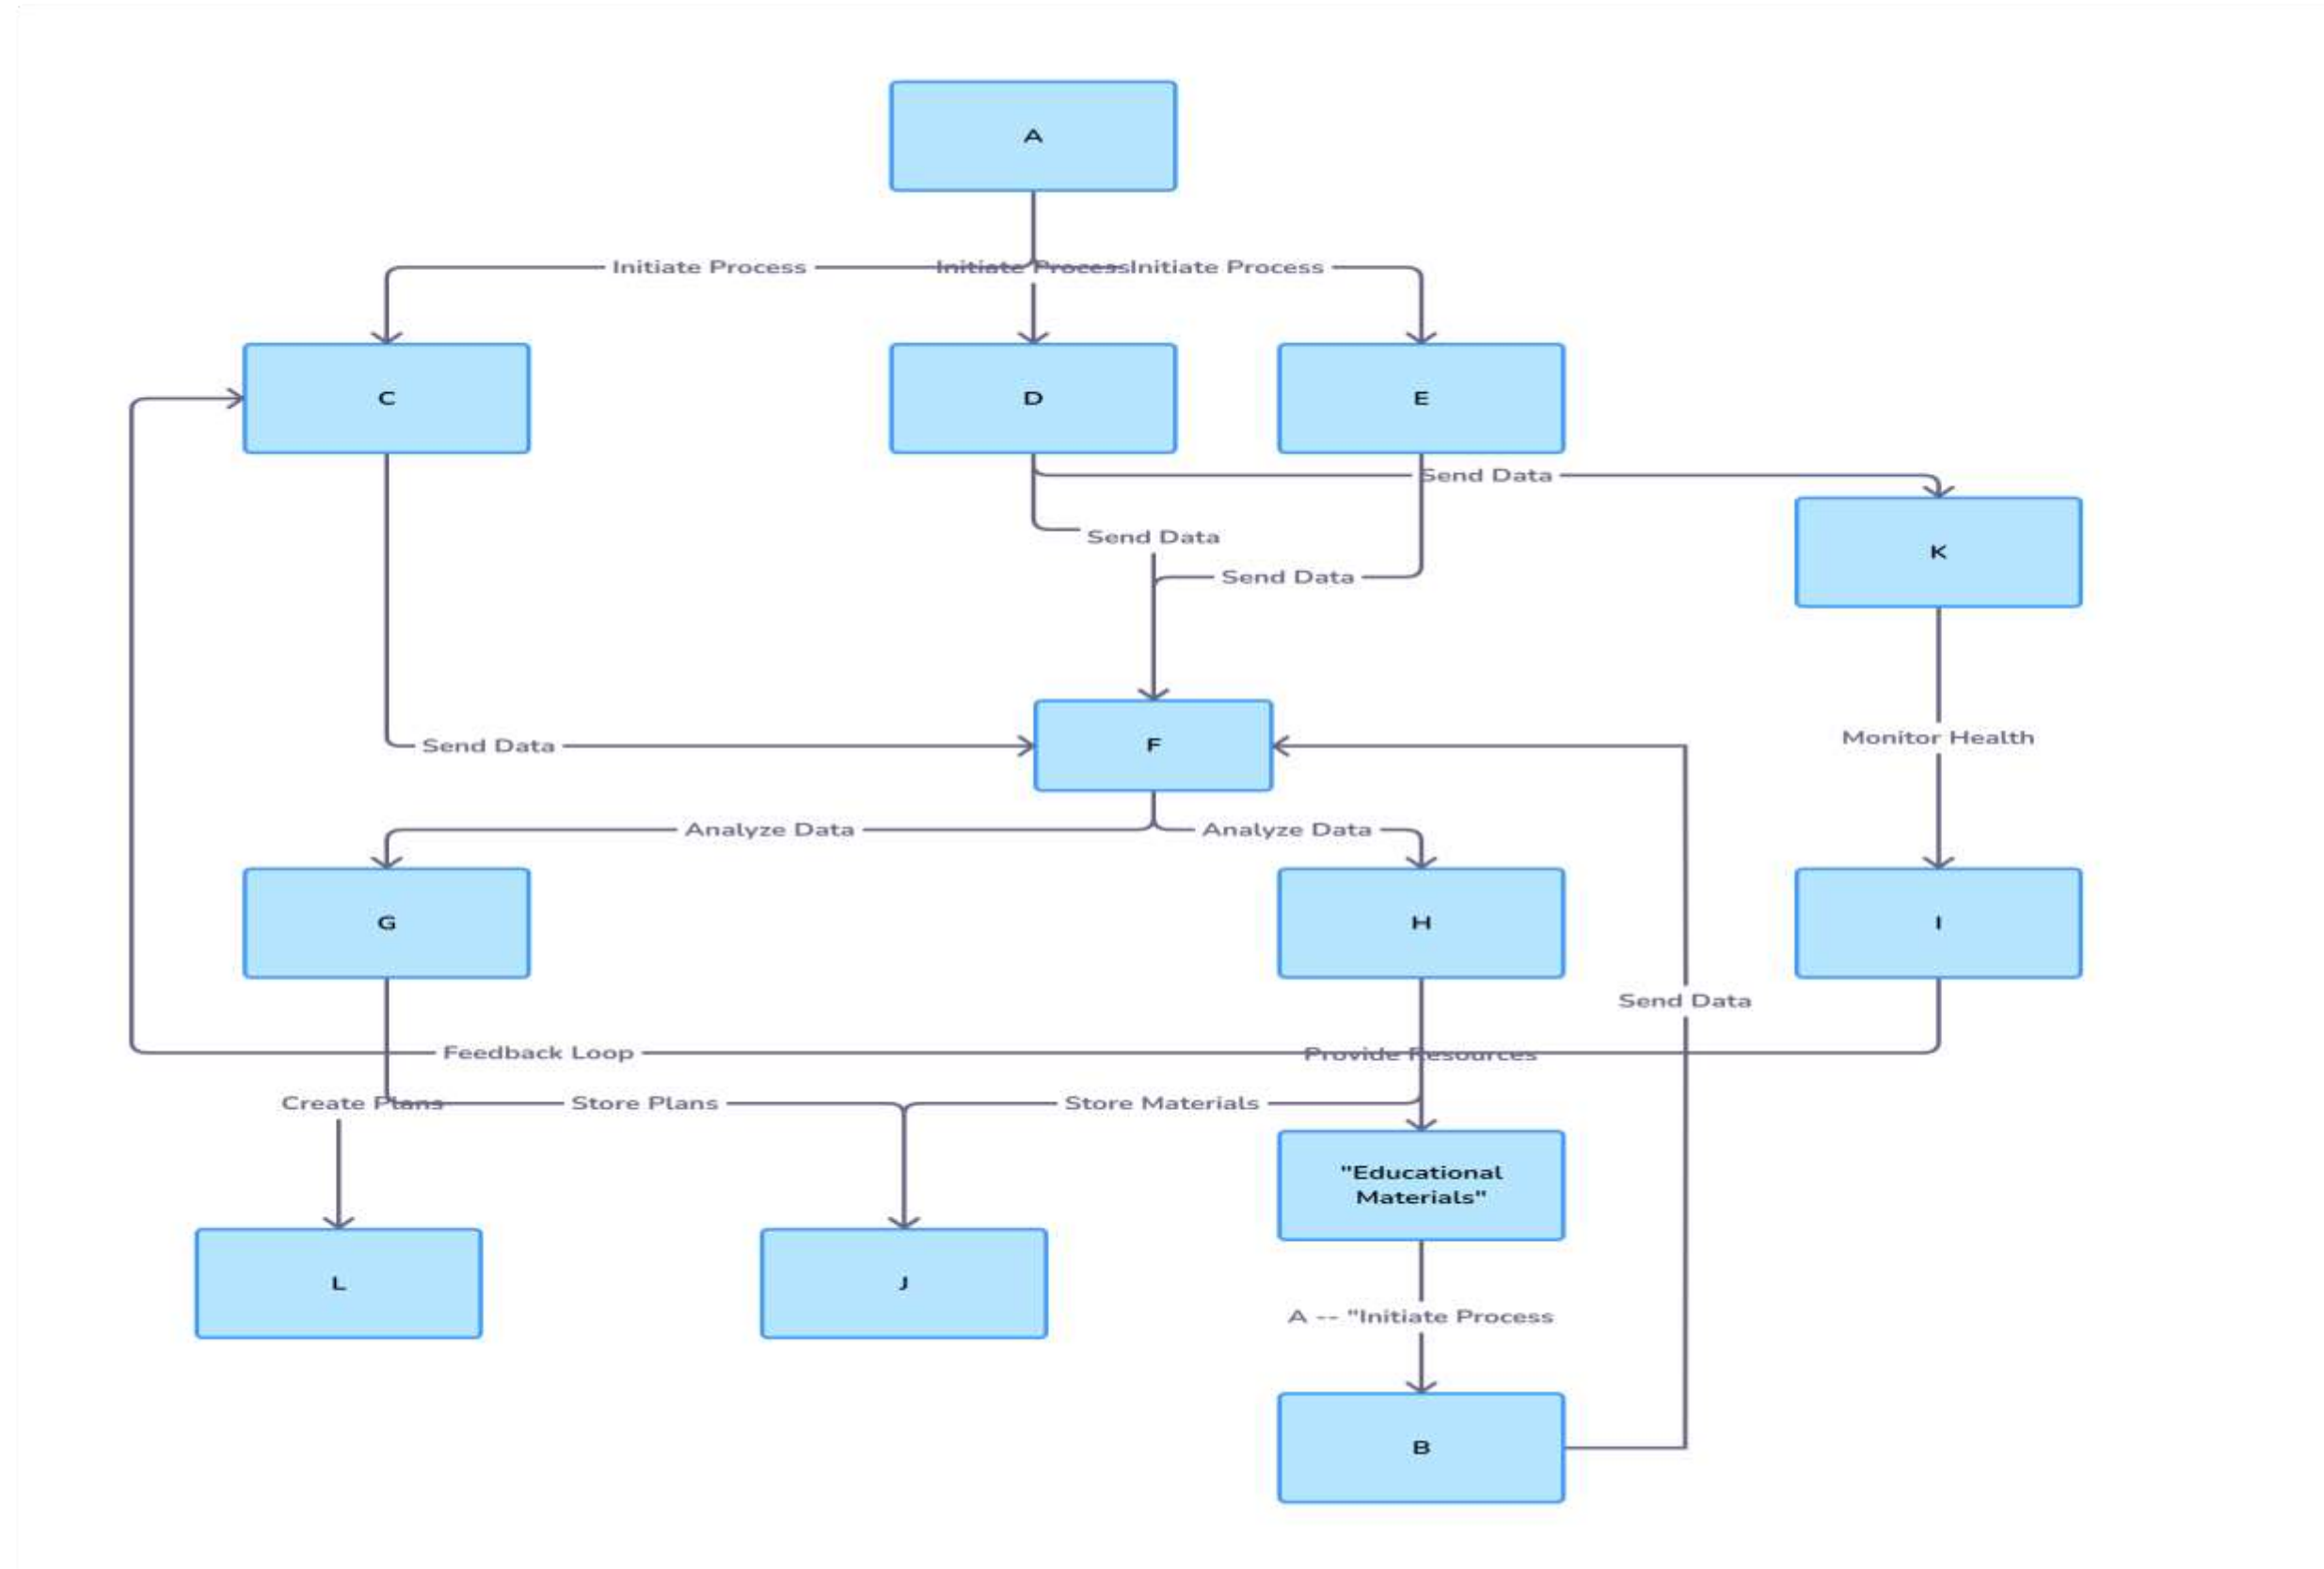 A
Initiate Process
Initiate Process
Initiate Process
C
D
E
Send Data
Send Data
K
Send Data
Monitor Health
Send Data
F
Analyze Data
Analyze Data
G
H
I
Send Data
Feedback Loop
Provide Resources
Create Plans
Store Plans
Store Materials
"Educational
Materials"
L
J
A -- "Initiate Process
B